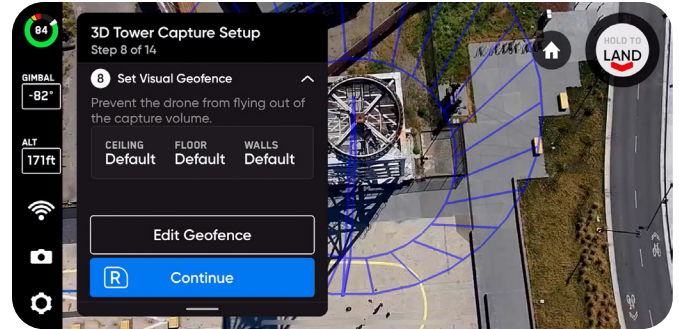 84
GIMBAL
-82°
ALT
171ft
3D Tower Capture Setup
Step 8 of 14
8 Set Visual Geofence
Prevent the drone from flying out of
the capture volume.
CEILING FLOOR WALLS
Default Default Default
Edit Geofence
R Continue
HOLD TO
LAND